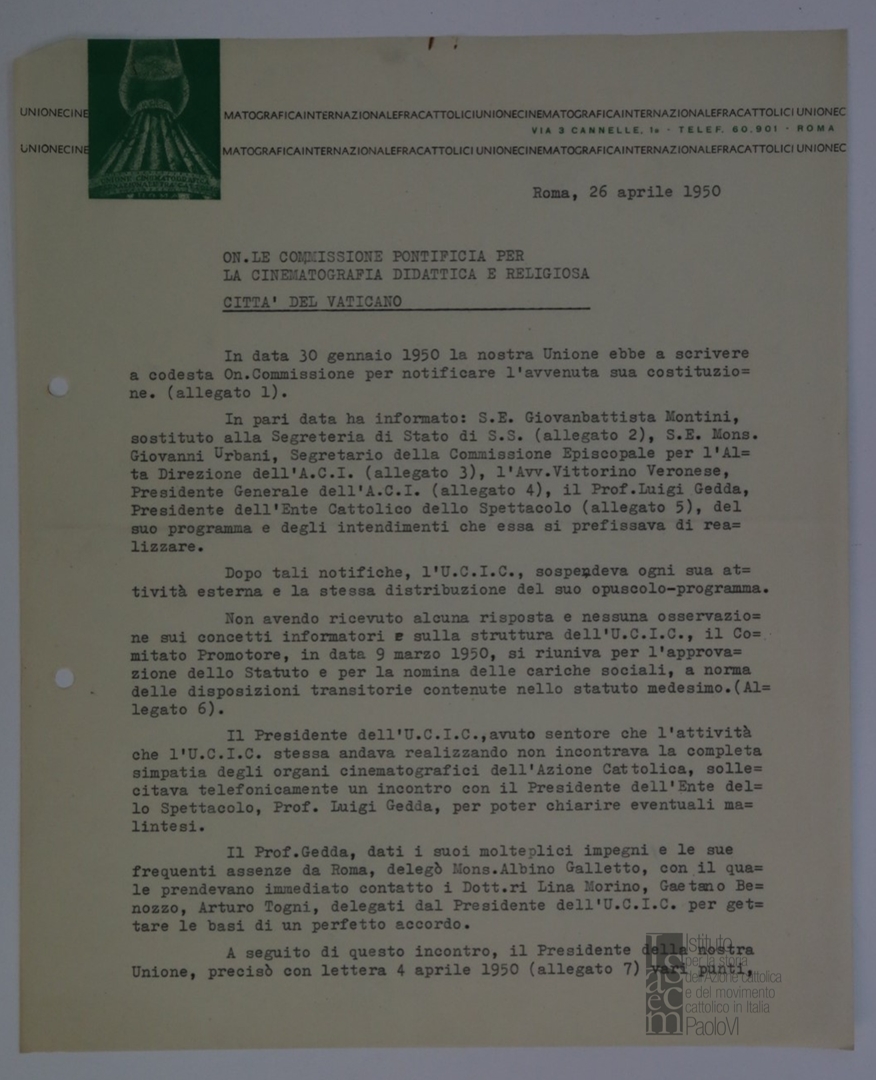 UNIONECINE MATOGRAFICAINTERNAZIONALEFRACATTOLICIUNIONECINEMATOGRAFICAINTERNAZIONALEFRACATTOLICI UNIONEC
VIA 3 CANNELLE, 1a · TELEF. 60.901 · ROMA
UNIONECINE MATOGRAFICAINTERNAZIONALEFRACATTOLICI UNIONECINEMATOGRAFICAINTERNAZIONALEFRACATTOLICI UNIONEC
Roma, 26 aprile 1950
ON.LE COMMISSIONE PONTIFICIA PER
LA CINEMATOGRAFIA DIDATTICA E RELIGIOSA
CITTA' DEL VATICANO
In data 30 gennaio 1950 la nostra Unione ebbe a scrivere
a codesta On.Commissione per notificare l'avvenuta sua costituzio=
ne. (allegato 1).
In pari data ha informato: S.E. Giovanbattista Montini,
sostituto alla Segreteria di Stato di S.S. (allegato 2), S.E. Mons.
Giovanni Urbani, Segretario della Commissione Episcopale per l'Al=
ta Direzione dell'A.C.I. (allegato 3), l'Avv.Vittorino Veronese,
Presidente Generale dell'A.C.I. (allegato 4), il Prof.Luigi Gedda,
Presidente dell'Ente Cattolico dello Spettacolo (allegato 5), del
suo programma e degli intendimenti che essa si prefissava di rea=
lizzare.
Dopo tali notifiche, l'U.C.I.C., sospendeva ogni sua at=
tività esterna e la stessa distribuzione del suo opuscolo-programma.
Non avendo ricevuto alcuna risposta e nessuna osservazio=
ne sui concetti informatori e sulla struttura dell'U.C.I.C., il Co=
mitato Promotore, in data 9 marzo 1950, si riuniva per l'approva=
zione dello Statuto e per la nomina delle cariche sociali, a norma
delle disposizioni transitorie contenute nello statuto medesimo.(Al=
legato 6).
Il Presidente dell'U.C.I.C.,avuto sentore che l'attività
che l'U.C.I.C. stessa andava realizzando non incontrava la completa
simpatia degli organi cinematografici dell'Azione Cattolica, solle=
citava telefonicamente un incontro con il Presidente dell'Ente del=
lo Spettacolo, Prof. Luigi Gedda, per poter chiarire eventuali ma=
lintesi.
Il Prof.Gedda, dati i suoi molteplici impegni e le sue
frequenti assenze da Roma, delegò Mons.Albino Galletto, con il qua=
le prendevano immediato contatto i Dott.ri Lina Morino, Gaetano Be=
nozzo, Arturo Togni, delegati dal Presidente dell'U.C.I.C. per get=
tare le basi di un perfetto accordo.
A seguito di questo incontro, il Presidente della nostra
Unione, precisò con lettera 4 aprile 1950 (allegato 7) vari punti,
Istituto
per la storia
dell'Azione cattolica
e del movimento
cattolico in Italia
PaoloVI